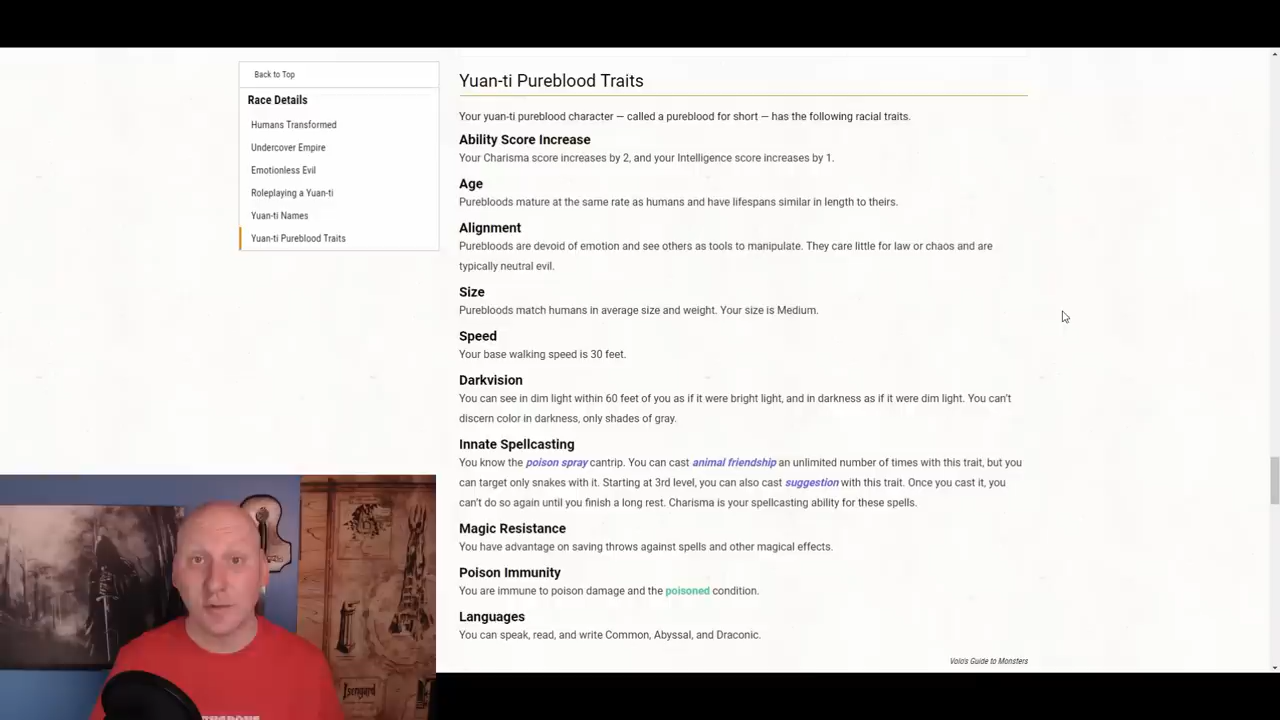 Back to Top
Race Details
Humans Transformed
Undercover Empire
Emotionless Evil
Roleplaying a Yuan-ti
Yuan-ti Names
Yuan-ti Pureblood Traits
Yuan-ti Pureblood Traits
Your yuan-ti pureblood character — called a pureblood for short — has the following racial traits.
Ability Score Increase
Your Charisma score increases by 2, and your Intelligence score increases by 1.
Age
Purebloods mature at the same rate as humans and have lifespans similar in length to theirs.
Alignment
Purebloods are devoid of emotion and see others as tools to manipulate. They care little for law or chaos and are
typically neutral evil.
Size
Purebloods match humans in average size and weight. Your size is Medium.
Speed
Your base walking speed is 30 feet.
Darkvision
You can see in dim light within 60 feet of you as if it were bright light, and in darkness as if it were dim light. You can't
discern color in darkness, only shades of gray.
Innate Spellcasting
You know the poison spray cantrip. You can cast animal friendship an unlimited number of times with this trait, but you
can target only snakes with it. Starting at 3rd level, you can also cast suggestion with this trait. Once you cast it, you
can't do so again until you finish a long rest. Charisma is your spellcasting ability for these spells.
Magic Resistance
You have advantage on saving throws against spells and other magical effects.
Poison Immunity
You are immune to poison damage and the poisoned condition.
Languages
You can speak, read, and write Common, Abyssal, and Draconic.
Volo's Guide to Monsters
Isengard